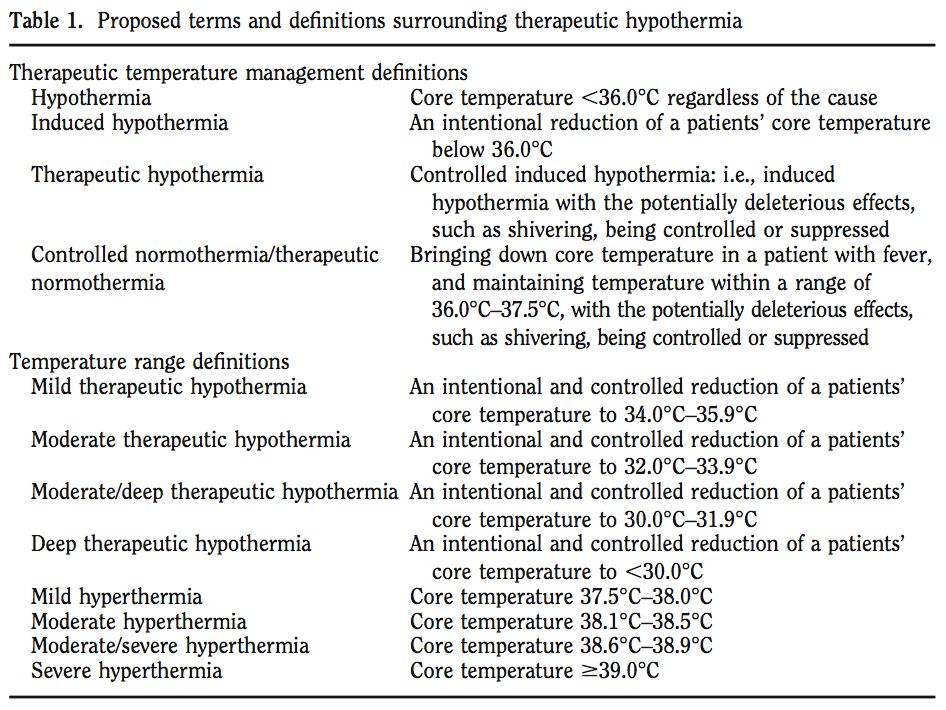 Table 1. Proposed terms and definitions surrounding therapeutic hypothermia
Therapeutic temperature management definitions
Hypothermia Core temperature <36.0°C regardless of the cause
Induced hypothermia An intentional reduction of a patients' core temperature
below 36.0°C
Therapeutic hypothermia Controlled induced hypothermia: i.e., induced
hypothermia with the potentially deleterious effects,
such as shivering, being controlled or suppressed
Controlled normothermia/therapeutic Bringing down core temperature in a patient with fever,
normothermia and maintaining temperature within a range of
36.0°C–37.5°C, with the potentially deleterious effects,
such as shivering, being controlled or suppressed
Temperature range definitions
Mild therapeutic hypothermia An intentional and controlled reduction of a patients'
core temperature to 34.0°C–35.9°C
Moderate therapeutic hypothermia An intentional and controlled reduction of a patients'
core temperature to 32.0°C–33.9°C
Moderate/deep therapeutic hypothermia An intentional and controlled reduction of a patients'
core temperature to 30.0°C–31.9°C
Deep therapeutic hypothermia An intentional and controlled reduction of a patients'
core temperature to <30.0°C
Mild hyperthermia Core temperature 37.5°C–38.0°C
Moderate hyperthermia Core temperature 38.1°C–38.5°C
Moderate/severe hyperthermia Core temperature 38.6°C–38.9°C
Severe hyperthermia Core temperature ≥39.0°C